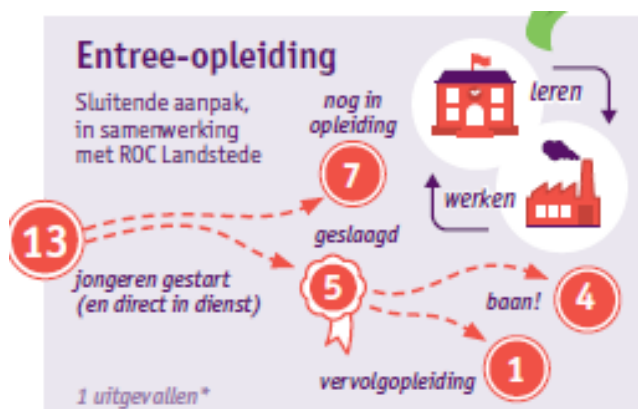 Entree-opleiding
Sluitende aanpak,
in samenwerking
met ROC Landstede
nog in
opleiding
7
leren
werken
13
jongeren gestart
(en direct in dienst)
geslaagd
5
baan!
4
vervolgopleiding
1
1 uitgevallen*